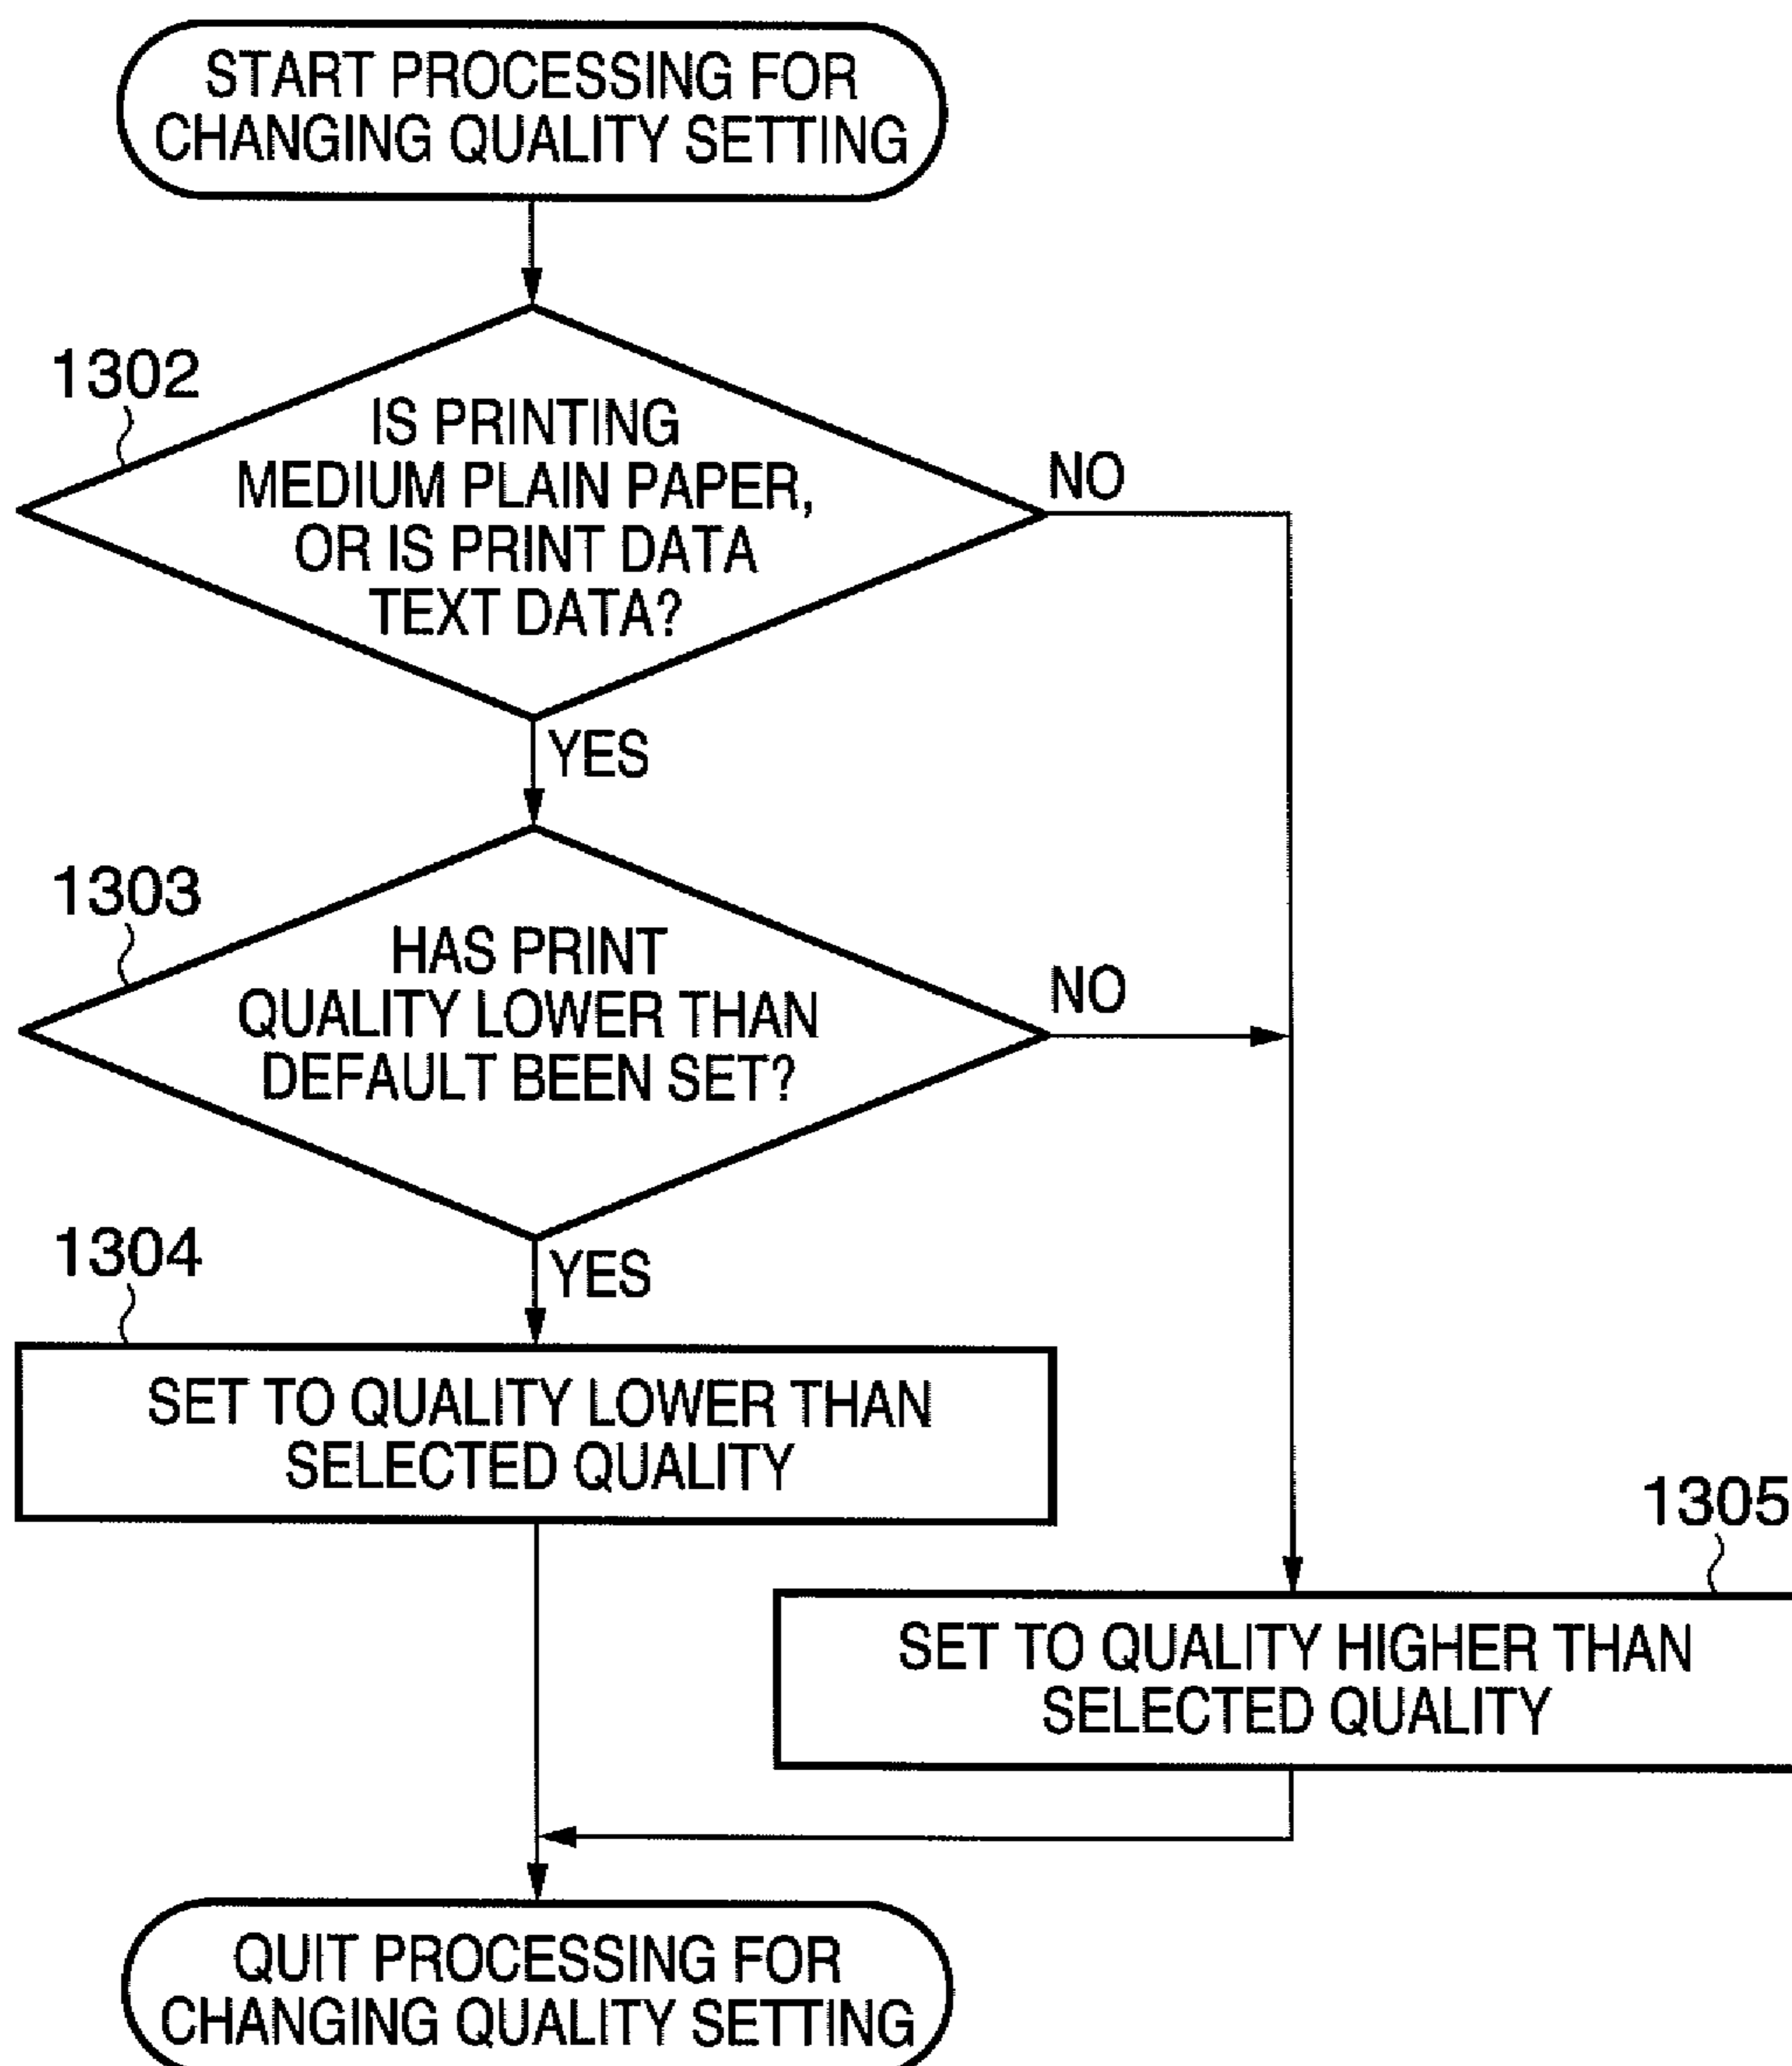 START PROCESSING FOR
CHANGING QUALITY SETTING
1302
IS PRINTING
MEDIUM PLAIN PAPER,
OR IS PRINT DATA
TEXT DATA?
NO
YES
1303
HAS PRINT
QUALITY LOWER THAN
DEFAULT BEEN SET?
NO
YES
1304
SET TO QUALITY LOWER THAN
SELECTED QUALITY
1305
SET TO QUALITY HIGHER THAN
SELECTED QUALITY
QUIT PROCESSING FOR
CHANGING QUALITY SETTING